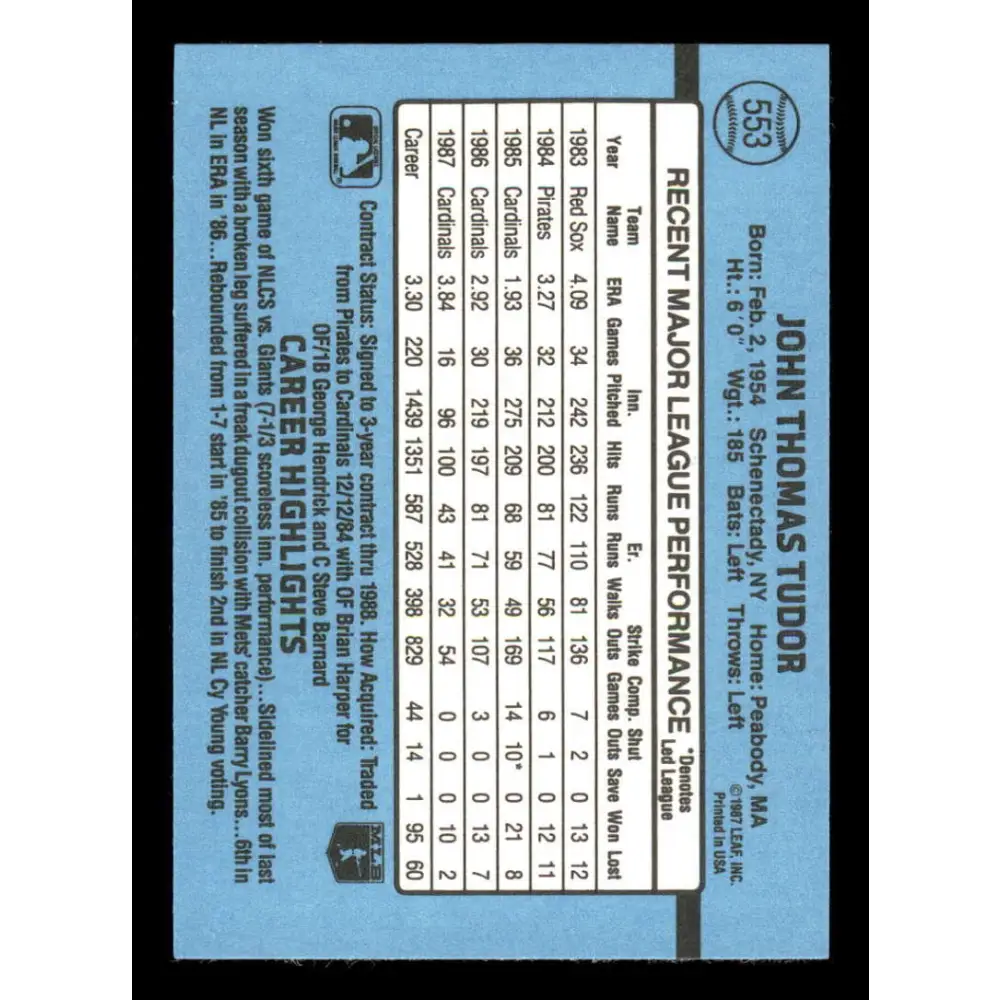 553
JOHN THOMAS TUDOR
Born: Feb. 2, 1954 Schenectady, NY Home: Peabody, MA
Ht.: 6'0" Wgt.: 185 Bats: Left Throws: Left
©1987 LEAF, INC.
Printed in USA
RECENT MAJOR LEAGUE PERFORMANCE *Denotes Led League
Year Team Name ERA Games Inn. Pitched Hits Runs Er. Runs Walks Strike Outs Comp. Games Shut Outs Save Won Lost
1983 Red Sox 4.09 34 242 236 122 110 81 136 7 2 0 13 12
1984 Pirates 3.27 32 212 200 81 77 56 117 6 1 0 12 11
1985 Cardinals 1.93 36 275 209 68 59 49 169 14 10* 0 21 8
1986 Cardinals 2.92 30 219 197 81 71 53 107 3 0 0 13 7
1987 Cardinals 3.84 16 96 100 43 41 32 54 0 0 0 10 2
Career 3.30 220 1439 1351 587 528 398 829 44 14 1 95 60
Contract Status: Signed to 3-year contract thru 1988. How Acquired: Traded
from Pirates to Cardinals 12/12/84 with OF Brian Harper for
OF/1B George Hendrick and C Steve Barnard
MLB
CAREER HIGHLIGHTS
Won sixth game of NLCS vs. Giants (7-1/3 scoreless inn. performance)...Sidelined most of last
season with a broken leg suffered in a freak dugout collision with Mets' catcher Barry Lyons...6th in
NL in ERA in '86...Rebounded from 1-7 start in '85 to finish 2nd in NL Cy Young voting.